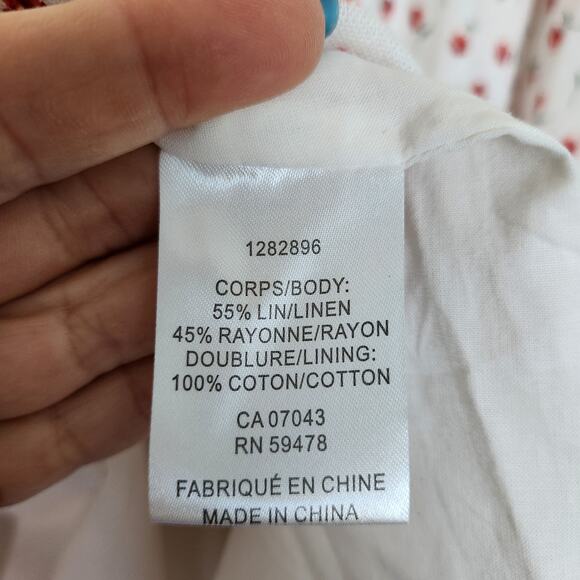 1282896
CORPS/BODY:
55% LIN/LINEN
45% RAYONNE/RAYON
DOUBLURE/LINING:
100% COTON/COTTON
CA 07043
RN 59478
FABRIQUÉ EN CHINE
MADE IN CHINA